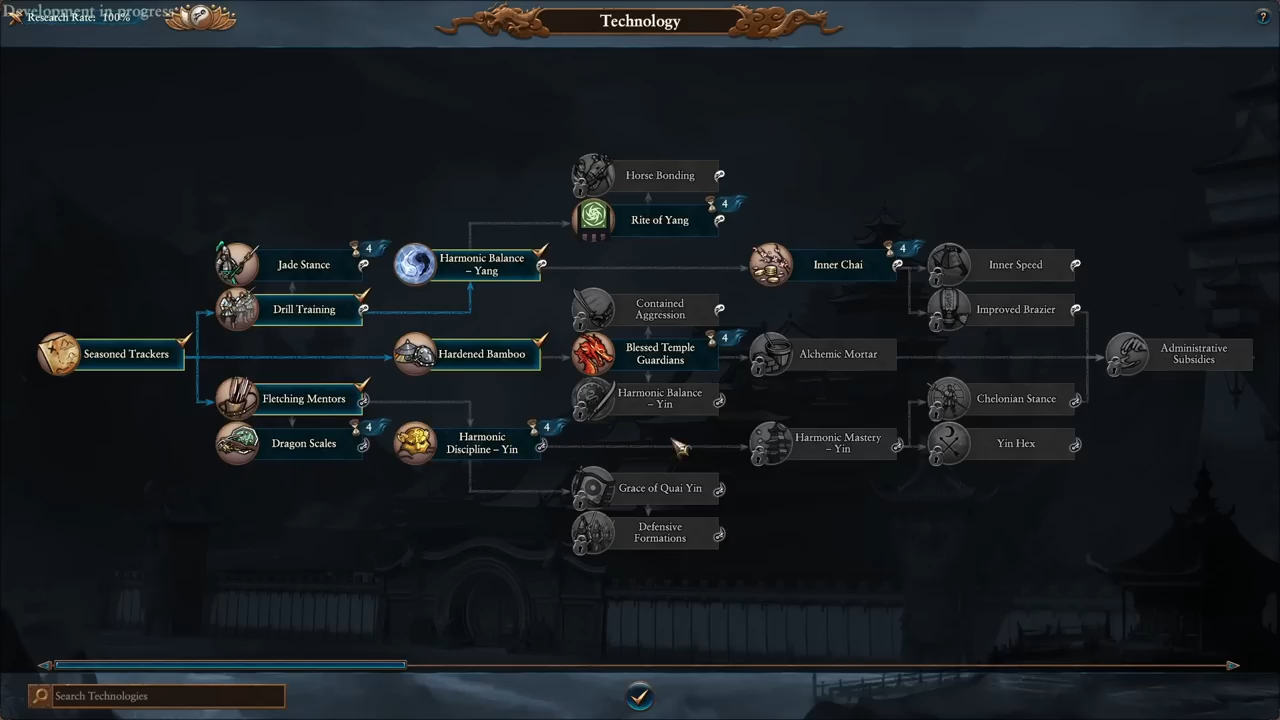 Development in progress
Research Rate: 100%
Technology
?
Horse Bonding
4
Rite of Yang
4
Jade Stance
Harmonic Balance
– Yang
4
Inner Chai
Inner Speed
Drill Training
Contained
Aggression
Improved Brazier
Seasoned Trackers
Hardened Bamboo
4
Blessed Temple
Guardians
Alchemic Mortar
Administrative
Subsidies
Fletching Mentors
Harmonic Balance
– Yin
Chelonian Stance
4
Dragon Scales
4
Harmonic
Discipline – Yin
Harmonic Mastery
– Yin
Yin Hex
Grace of Quai Yin
Defensive
Formations
Search Technologies